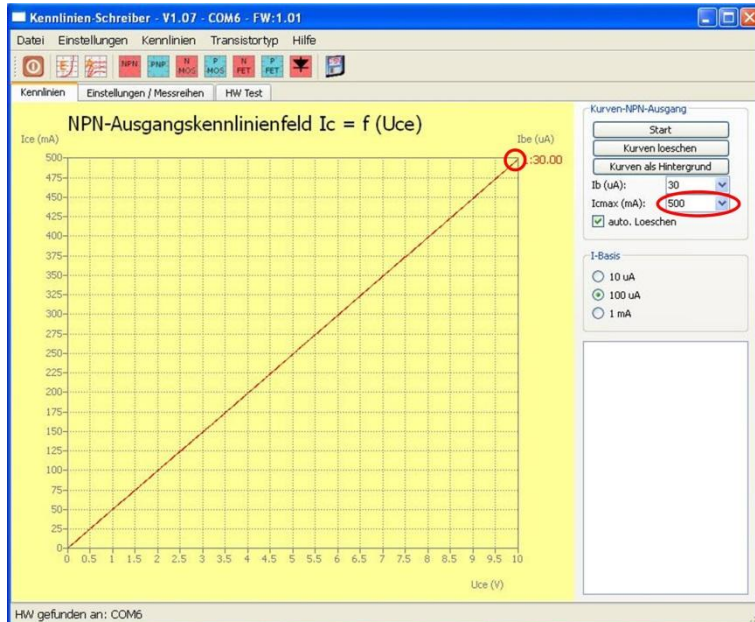 Kennlinien-Schreiber - V1.07 - COM6 - FW:1.01
Datei Einstellungen Kennlinien Transistortyp Hilfe
NPN PNP N MOS P MOS N FET P FET
Kennlinien Einstellungen / Messreihen HW Test
NPN-Ausgangskennlinienfeld Ic = f (Uce)
Ice (mA)
Ibe (uA)
1:30.00
500
475
450
425
400
375
350
325
300
275
250
225
200
175
150
125
100
75
50
25
0
0 0.5 1 1.5 2 2.5 3 3.5 4 4.5 5 5.5 6 6.5 7 7.5 8 8.5 9 9.5 10
Uce (V)
Kurven-NPN-Ausgang
Start
Kurven loeschen
Kurven als Hintergrund
Ib (uA): 30
Icmax (mA): 500
auto. Loeschen
I-Basis
10 uA
100 uA
1 mA
HW gefunden an: COM6